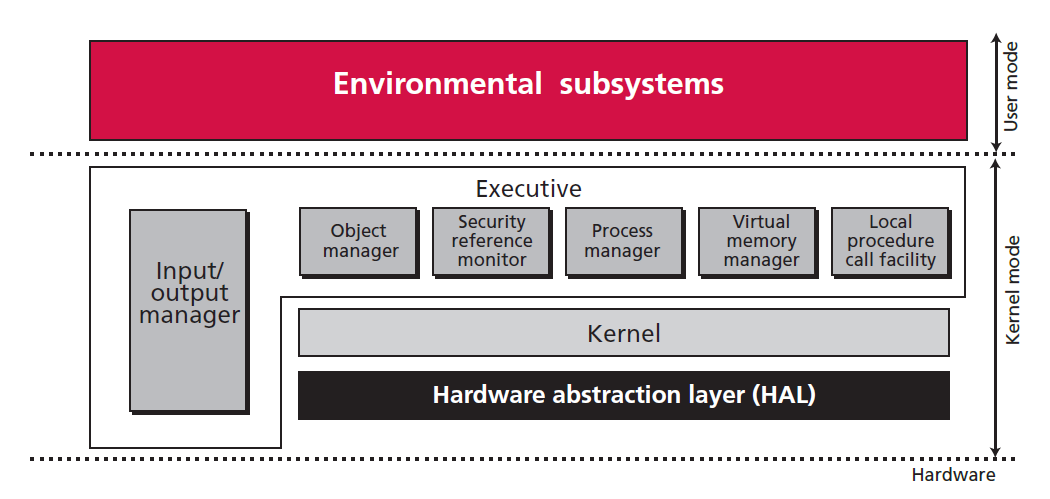 Environmental subsystems
User mode
Executive
Input/
output
manager
Object
manager
Security
reference
monitor
Process
manager
Virtual
memory
manager
Local
procedure
call facility
Kernel
Hardware abstraction layer (HAL)
Kernel mode
Hardware